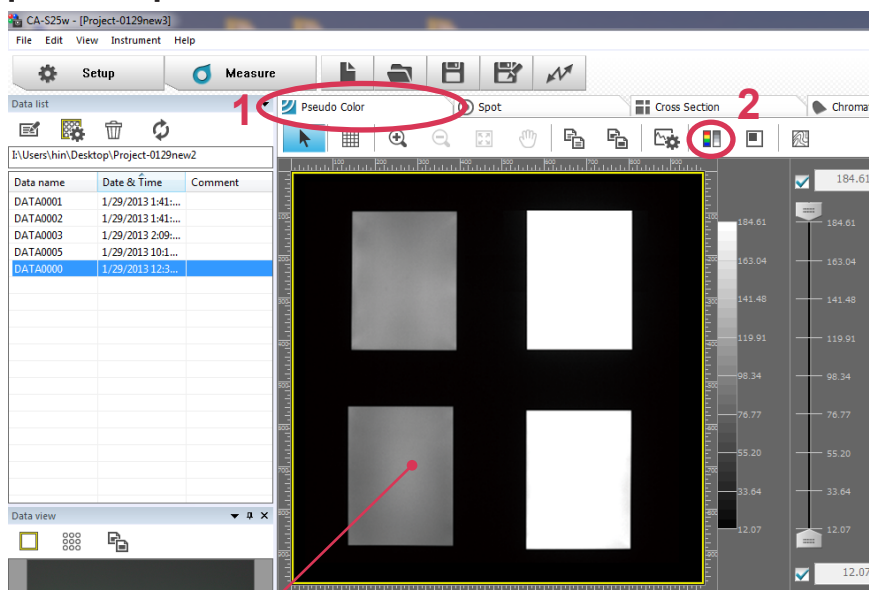 CA-S25w - [Project-0129new3]
File Edit View Instrument Help
Setup Measure
Data list
1 Pseudo Color Spot Cross Section 2
I:\Users\hin\Desktop\Project-0129new2
Data name Date & Time Comment
DATA0001 1/29/2013 1:41:...
DATA0002 1/29/2013 1:41:...
DATA0003 1/29/2013 2:09:...
DATA0005 1/29/2013 10:1...
DATA0000 1/29/2013 12:3...
184.61
184.61 184.61
163.04 163.04
141.48 141.48
119.91 119.91
98.34 98.34
76.77 76.77
55.20 55.20
33.64 33.64
12.07 12.07
Data view
12.07